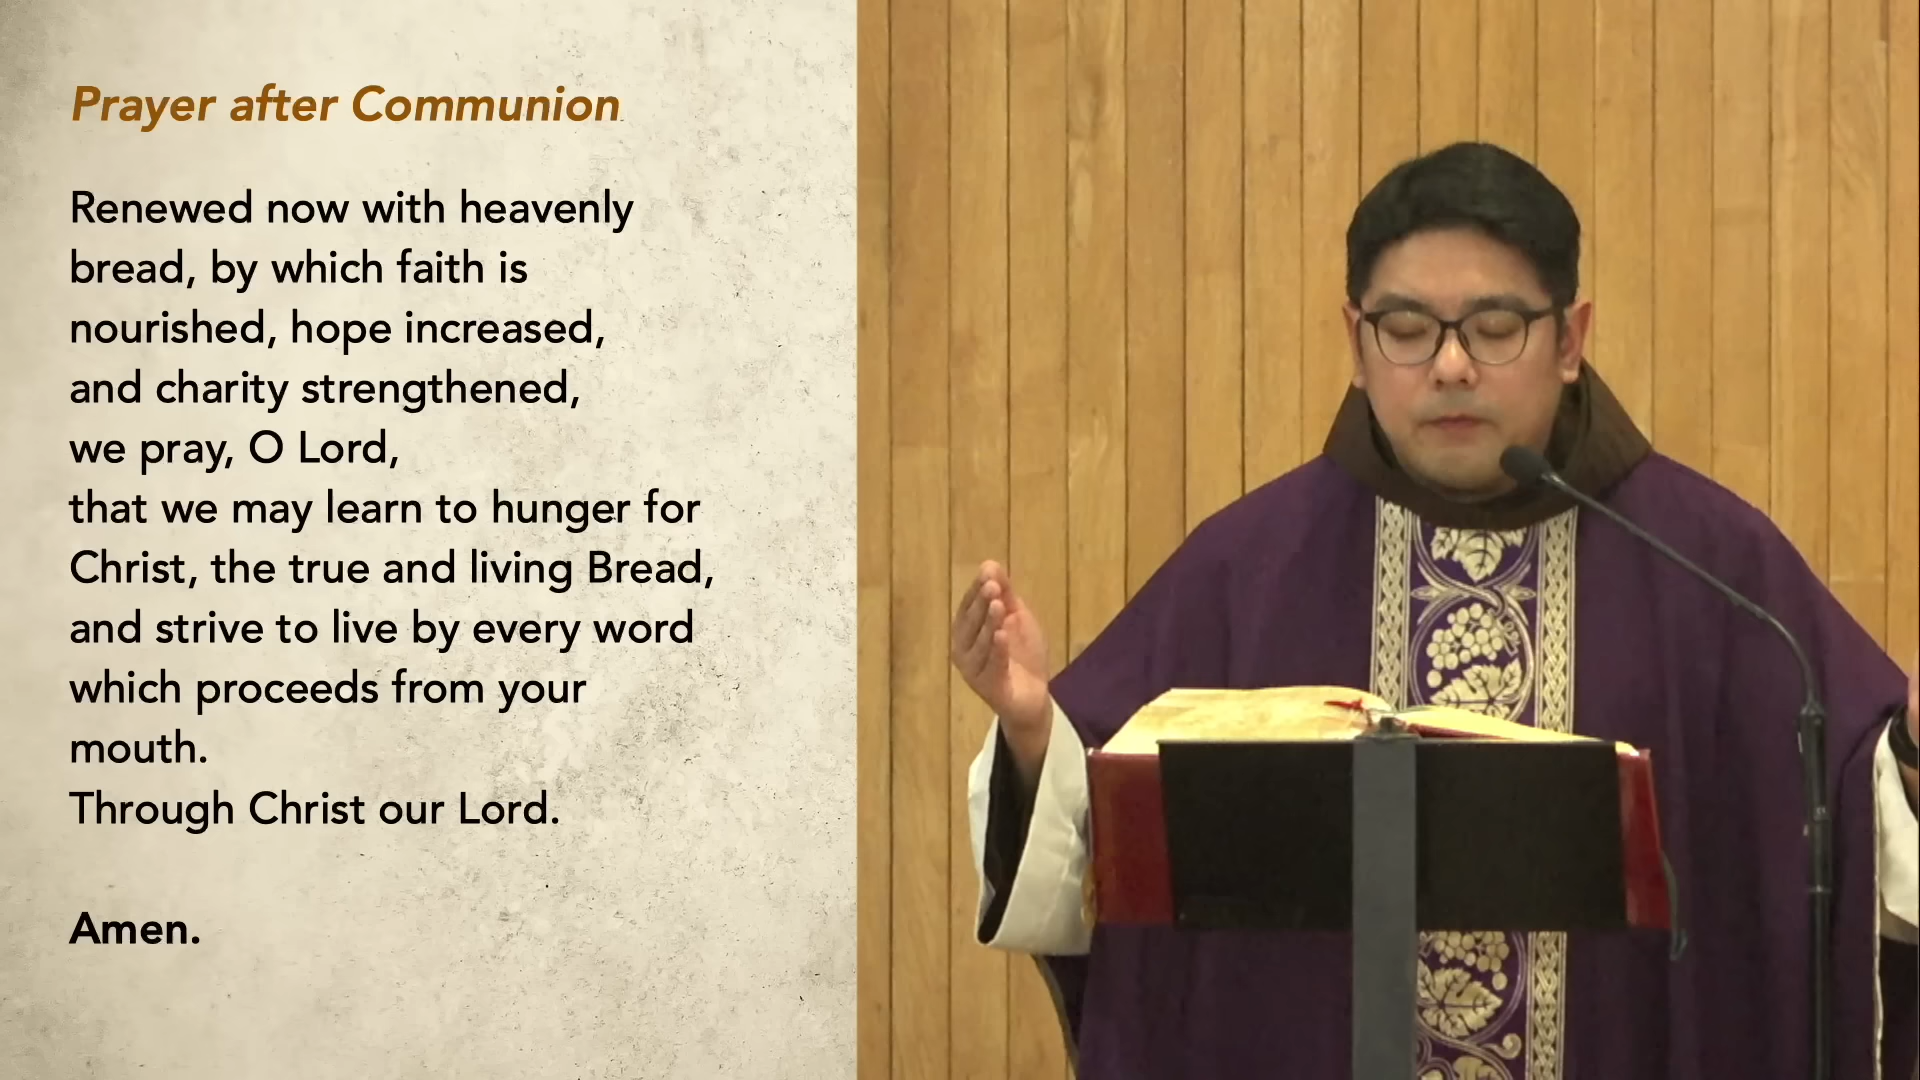 Prayer after Communion
Renewed now with heavenly
bread, by which faith is
nourished, hope increased,
and charity strengthened,
we pray, O Lord,
that we may learn to hunger for
Christ, the true and living Bread,
and strive to live by every word
which proceeds from your
mouth.
Through Christ our Lord.
Amen.